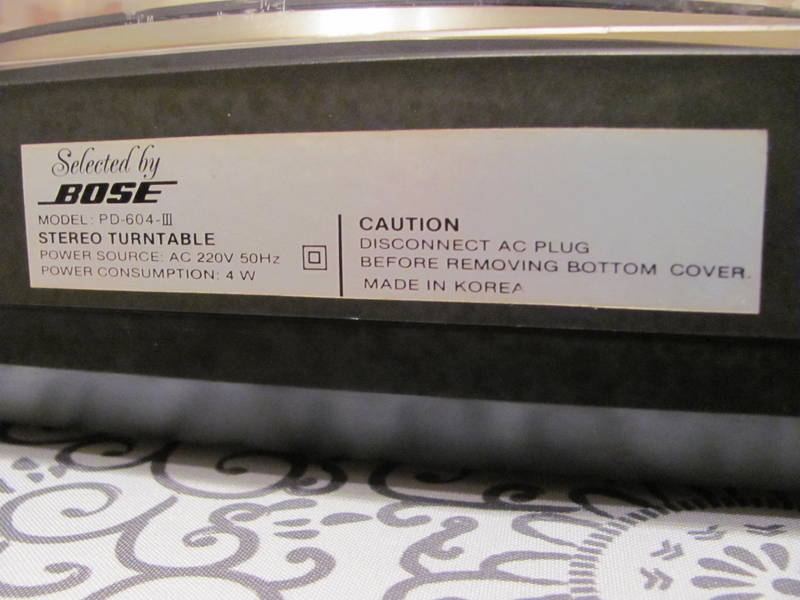 Selected by
BOSE
MODEL: PD-604-III
STEREO TURNTABLE
POWER SOURCE: AC 220V 50Hz
POWER CONSUMPTION: 4 W
CAUTION
DISCONNECT AC PLUG
BEFORE REMOVING BOTTOM COVER.
MADE IN KOREA